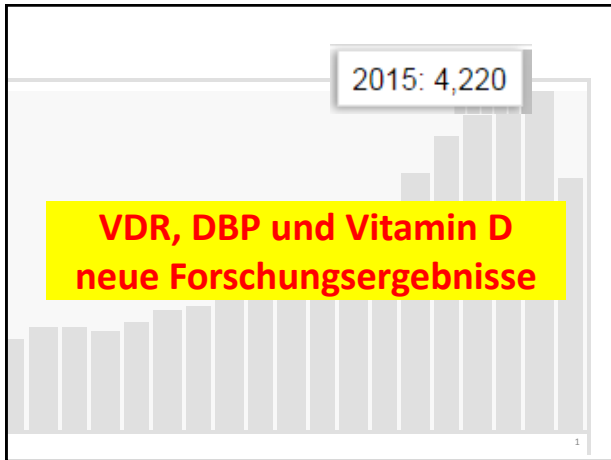 2015: 4,220
VDR, DBP und Vitamin D
neue Forschungsergebnisse
1